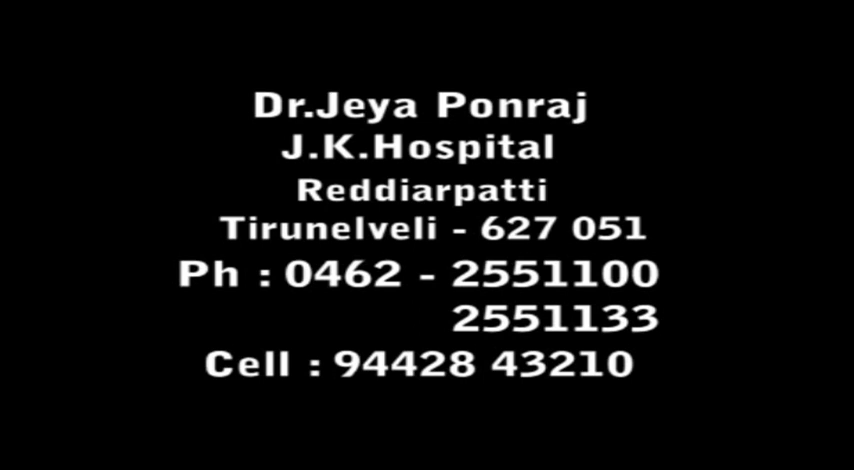 Dr.Jeya Ponraj
J.K.Hospital
Reddiarpatti
Tirunelveli - 627 051
Ph : 0462 - 2551100
2551133
Cell : 94428 43210